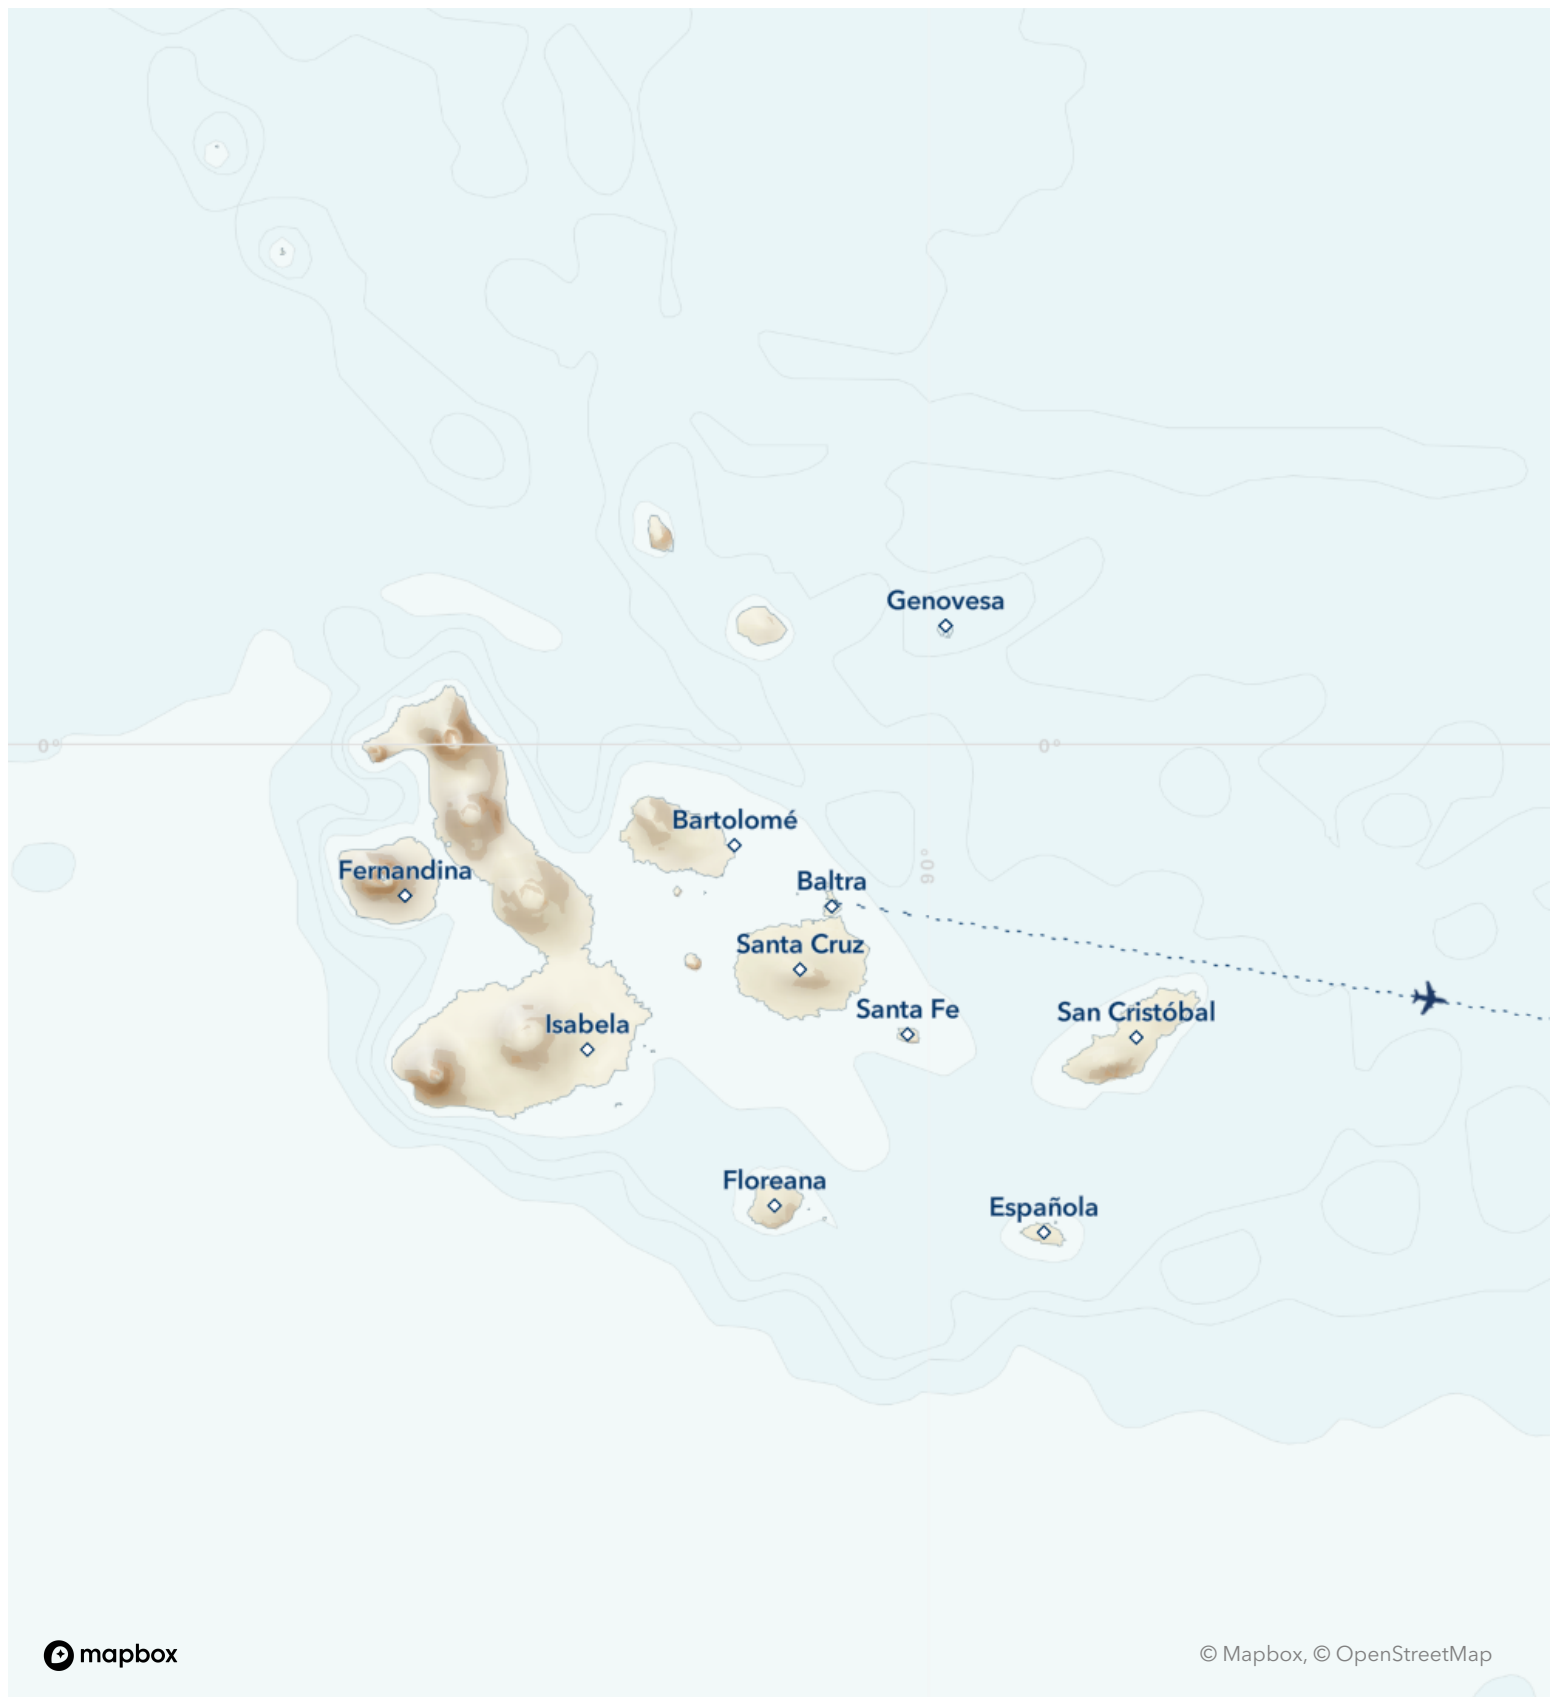 Genovesa
0°
0°
Bartolomé
90°
Fernandina
Baltra
Santa Cruz
Santa Fe
San Cristóbal
Isabela
Floreana
Española
mapbox
© Mapbox, © OpenStreetMap